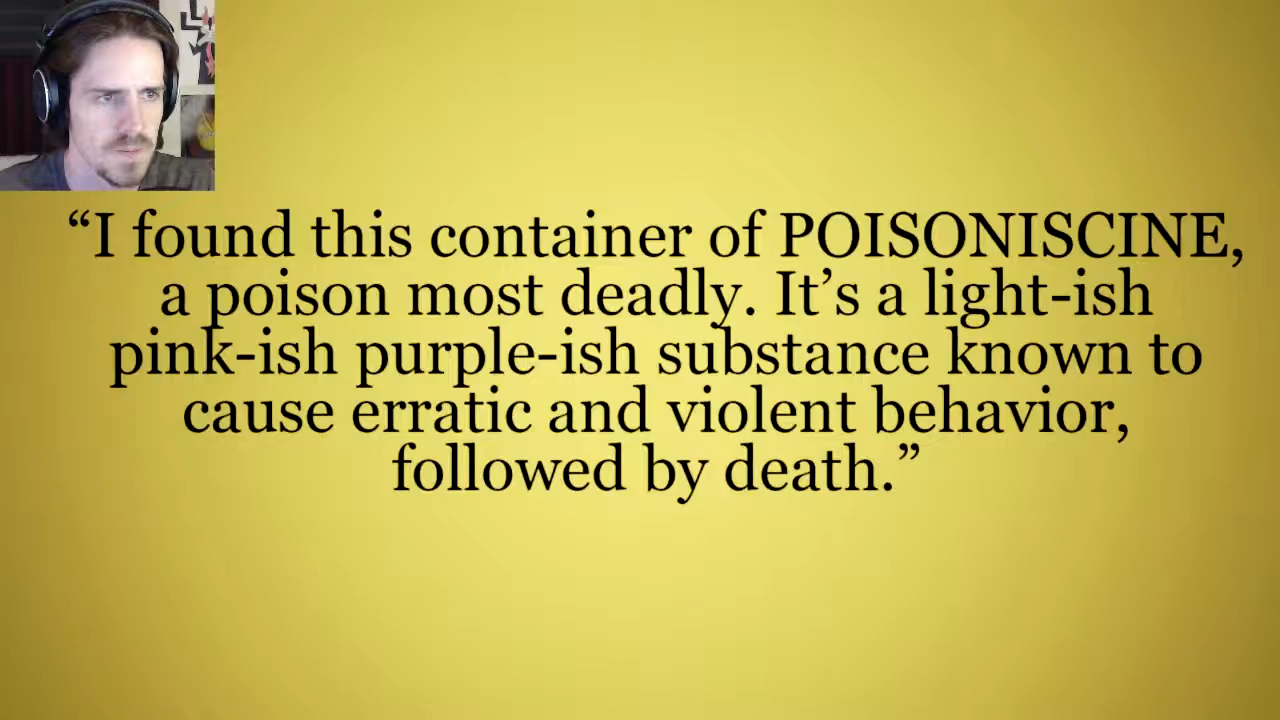 “I found this container of POISONISCINE,
a poison most deadly. It’s a light-ish
pink-ish purple-ish substance known to
cause erratic and violent behavior,
followed by death.”